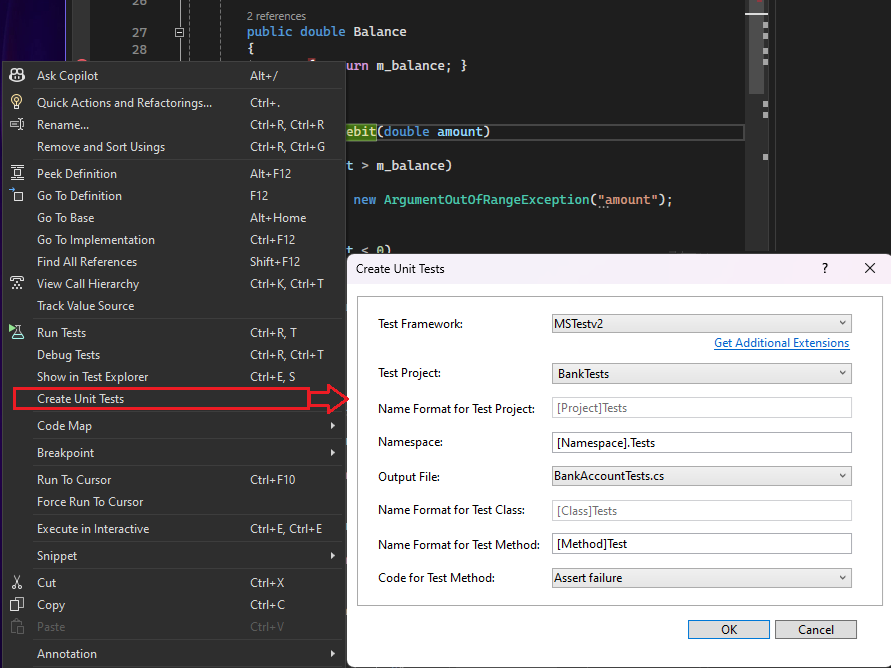 26
2 references
27 public double Balance
28 {
urn m_balance; }
Ask Copilot Alt+/
Quick Actions and Refactorings... Ctrl+.
Rename... Ctrl+R, Ctrl+R
Remove and Sort Usings Ctrl+R, Ctrl+G
Peek Definition Alt+F12
Go To Definition F12
Go To Base Alt+Home
Go To Implementation Ctrl+F12
Find All References Shift+F12
View Call Hierarchy Ctrl+K, Ctrl+T
Track Value Source
Run Tests Ctrl+R, T
Debug Tests Ctrl+R, Ctrl+T
Show in Test Explorer Ctrl+E, S
Create Unit Tests
Code Map
Breakpoint
Run To Cursor Ctrl+F10
Force Run To Cursor
Execute in Interactive Ctrl+E, Ctrl+E
Snippet
Cut Ctrl+X
Copy Ctrl+C
Paste Ctrl+V
Annotation
ebit(double amount)
t > m_balance)
new ArgumentOutOfRangeException("amount");
t < 0)
Create Unit Tests ?
Test Framework: MSTestv2
Get Additional Extensions
Test Project: BankTests
Name Format for Test Project: [Project]Tests
Namespace: [Namespace].Tests
Output File: BankAccountTests.cs
Name Format for Test Class: [Class]Tests
Name Format for Test Method: [Method]Test
Code for Test Method: Assert failure
OK Cancel